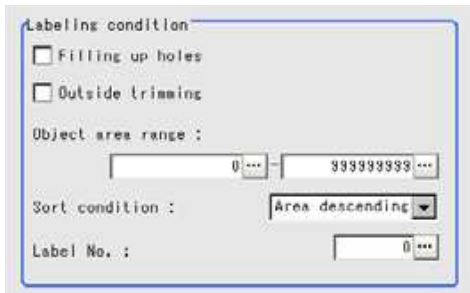 Labeling condition
Filling up holes
Outside trimming
Object area range :
0 ... - 999999999 ...
Sort condition : Area descending
Label No. : 0 ...